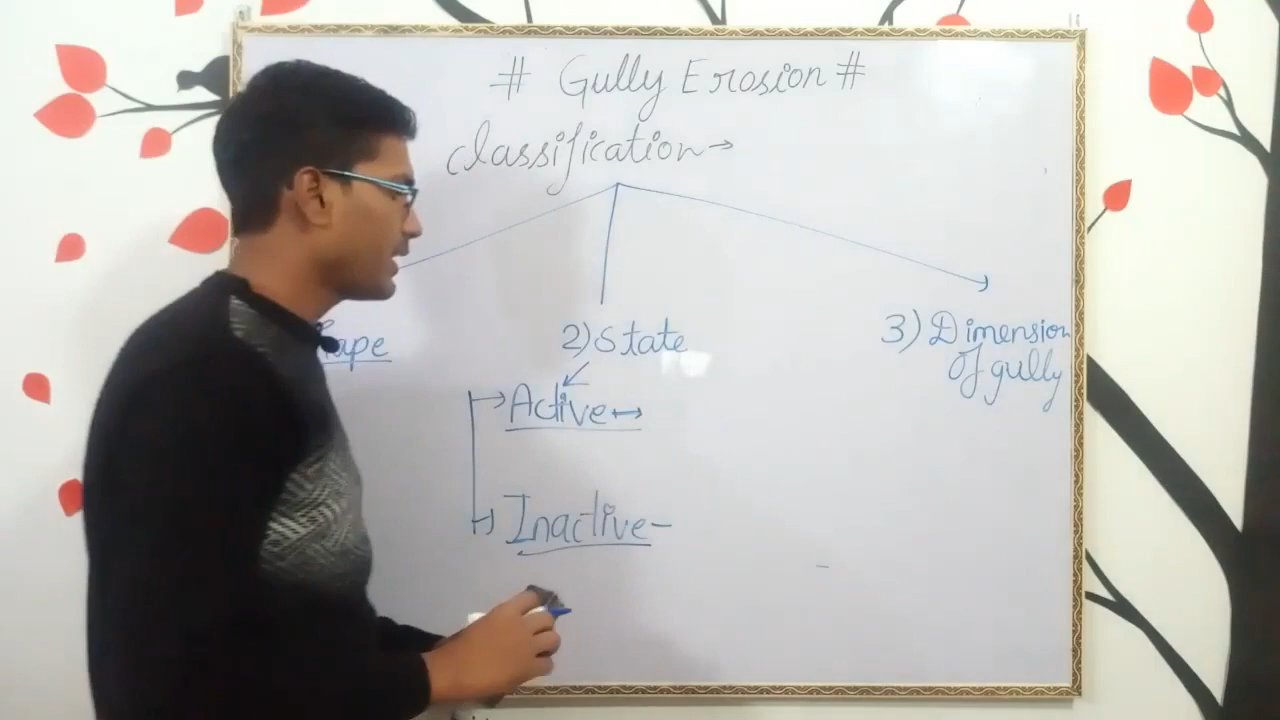 # Gully Erosion #
Classification→
2) State
3) Dimension
of gully
Active
Inactive-